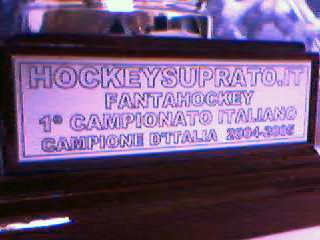 HOCKEYSUPRATO.IT
FANTAHOCKEY
1° CAMPIONATO ITALIANO
CAMPIONE D'ITALIA 2004-2005